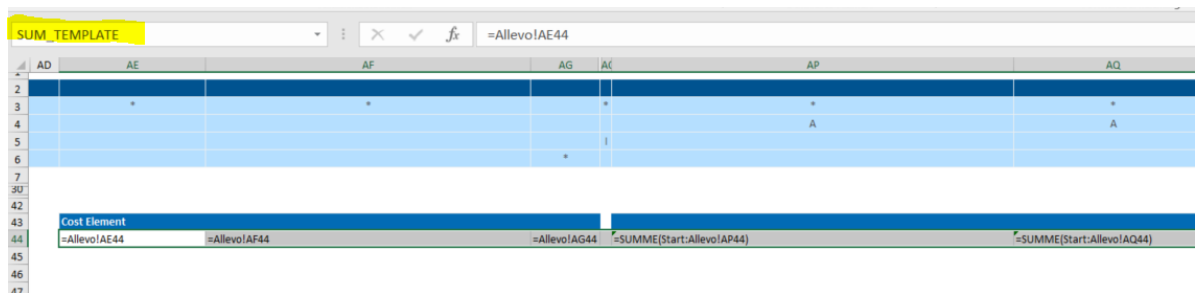 SUM_TEMPLATE fx =Allevo!AE44
AD AE AF AG AP AQ
2
3 * * * * *
4 A A
5 I
6 *
7
30
42
43 Cost Element
44 =Allevo!AE44 =Allevo!AF44 =Allevo!AG44 =SUMME(Start:Allevo!AP44) =SUMME(Start:Allevo!AQ44)
45
46
47